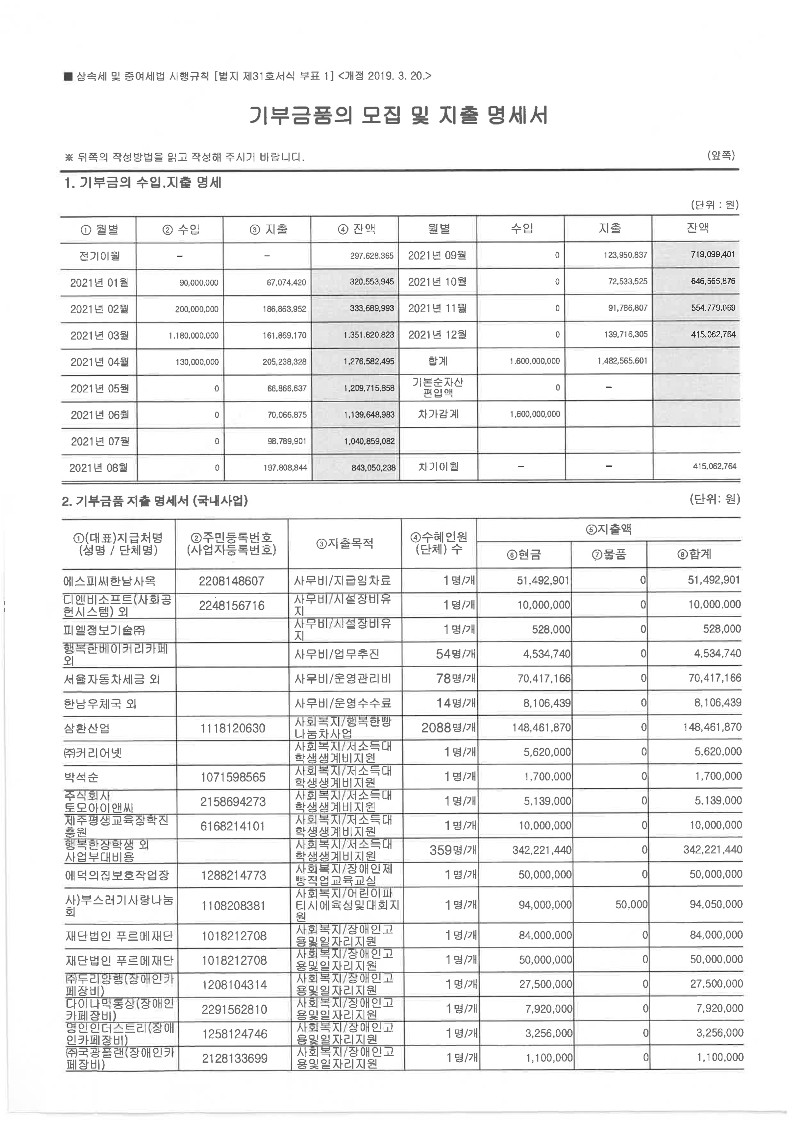 ■ 상속세 및 증여세법 시행규칙 [별지 제31호서식 부표 1] <개정 2019. 3. 20.>
기부금품의 모집 및 지출 명세서
※ 뒤쪽의 작성방법을 읽고 작성해 주시기 바랍니다. (앞쪽)
1. 기부금의 수입.지출 명세
(단위 : 원)
① 월별 ② 수입 ③ 지출 ④ 잔액 월별 수입 지출 잔액
전기이월 – – 297,628,365 2021년 09월 0 123,950,837 719,099,401
2021년 01월 90,000,000 67,074,420 320,553,945 2021년 10월 0 72,533,525 646,565,876
2021년 02월 200,000,000 186,863,952 333,689,993 2021년 11월 0 91,786,807 554,779,069
2021년 03월 1,180,000,000 161,869,170 1,351,820,823 2021년 12월 0 139,716,305 415,062,764
2021년 04월 130,000,000 205,238,328 1,276,582,495 합계 1,600,000,000 1,482,565,601
2021년 05월 0 66,866,637 1,209,715,858 기본순자산 편입액 0 –
2021년 06월 0 70,066,875 1,139,648,983 차가감계 1,600,000,000
2021년 07월 0 98,789,901 1,040,859,082
2021년 08월 0 197,808,844 843,050,238 차기이월 – – 415,062,764
2. 기부금품 지출 명세서 (국내사업) (단위: 원)
①(대표)지급처명 ②주민등록번호 ③지출목적 ④수혜인원 ⑤지출액
(성명 / 단체명) (사업자등록번호) (단체) 수 ⑥현금 ⑦물품 ⑧합계
에스피씨한남사옥 2208148607 사무비/지급임차료 1명/개 51,492,901 0 51,492,901
디엔비소프트(사회공
헌시스템) 외 2248156716 사무비/시설장비유
지 1명/개 10,000,000 0 10,000,000
피엘정보기술㈜ 사무비/시설장비유
지 1명/개 528,000 0 528,000
행복한베이커리카페
외 사무비/업무추진 54명/개 4,534,740 0 4,534,740
서울자동차세금 외 사무비/운영관리비 78명/개 70,417,166 0 70,417,166
한남우체국 외 사무비/운영수수료 14명/개 8,106,439 0 8,106,439
삼환산업 1118120630 사회복지/행복한빵
나눔차사업 2088명/개 148,461,870 0 148,461,870
㈜커리어넷 사회복지/저소득대
학생생계비지원 1명/개 5,620,000 0 5,620,000
박석순 1071598565 사회복지/저소득대
학생생계비지원 1명/개 1,700,000 0 1,700,000
주식회사
토모아이앤씨 2158694273 사회복지/저소득대
학생생계비지원 1명/개 5,139,000 0 5,139,000
제주평생교육장학진
흥원 6168214101 사회복지/저소득대
학생생계비지원 1명/개 10,000,000 0 10,000,000
행복한장학생 외
사업부대비용 사회복지/저소득대
학생생계비지원 359명/개 342,221,440 0 342,221,440
애덕의집보호작업장 1288214773 사회복지/장애인제
빵직업교육교실 1명/개 50,000,000 0 50,000,000
사)부스러기사랑나눔
회 1108208381 사회복지/어린이파
티시에육성및대회지
원 1명/개 94,000,000 50,000 94,050,000
재단법인 푸르메재단 1018212708 사회복지/장애인고
용및일자리지원 1명/개 84,000,000 0 84,000,000
재단법인 푸르메재단 1018212708 사회복지/장애인고
용및일자리지원 1명/개 50,000,000 0 50,000,000
㈜두리양행(장애인카
페장비) 1208104314 사회복지/장애인고
용및일자리지원 1명/개 27,500,000 0 27,500,000
다이나믹통상(장애인
카페장비) 2291562810 사회복지/장애인고
용및일자리지원 1명/개 7,920,000 0 7,920,000
명인인더스트리(장애
인카페장비) 1258124746 사회복지/장애인고
용및일자리지원 1명/개 3,256,000 0 3,256,000
㈜국광플랜(장애인카
페장비) 2128133699 사회복지/장애인고
용및일자리지원 1명/개 1,100,000 0 1,100,000